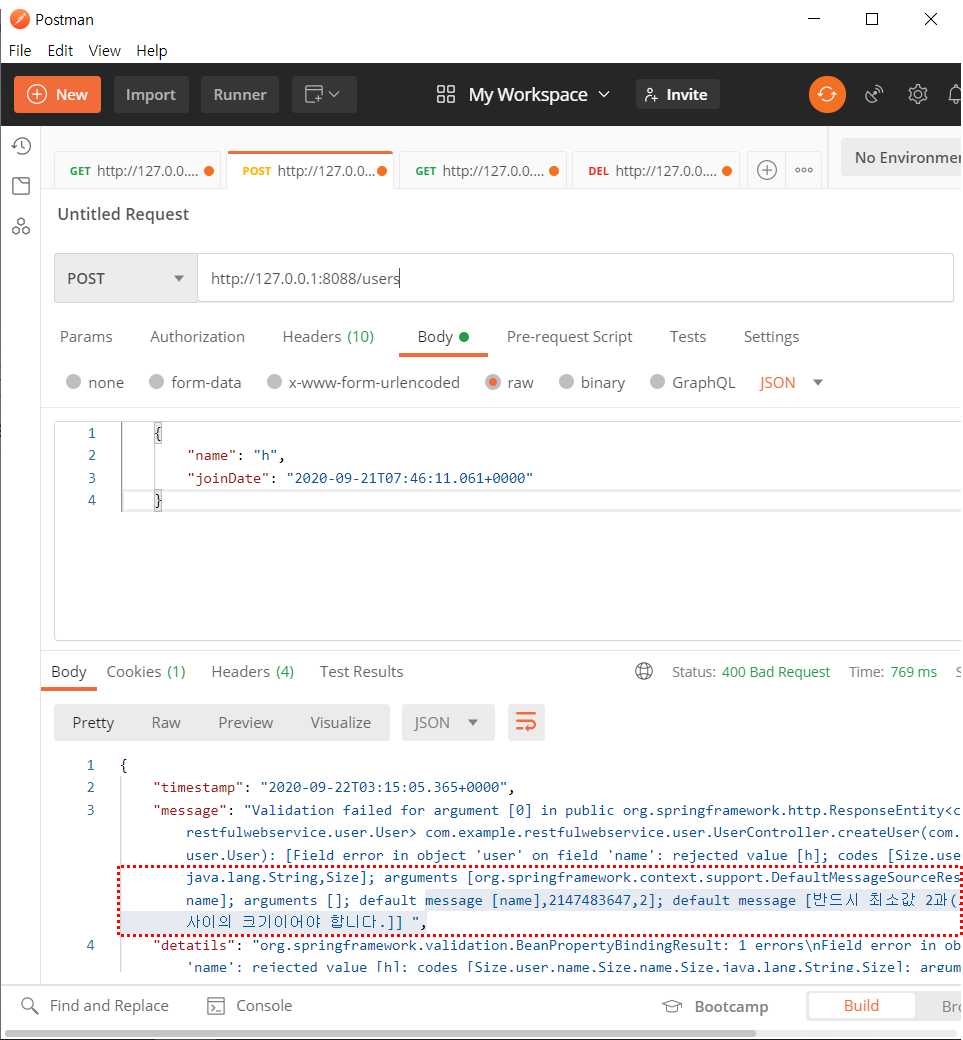 Postman
File Edit View Help
New Import Runner My Workspace Invite
GET http://127.0.0.... POST http://127.0.0... GET http://127.0.0.... DEL http://127.0.0.... No Environme
Untitled Request
POST http://127.0.0.1:8088/users
Params Authorization Headers (10) Body Pre-request Script Tests Settings
none form-data x-www-form-urlencoded raw binary GraphQL JSON
1 {
2 "name": "h",
3 "joinDate": "2020-09-21T07:46:11.061+0000"
4 }
Body Cookies (1) Headers (4) Test Results Status: 400 Bad Request Time: 769 ms S
Pretty Raw Preview Visualize JSON
1 {
2 "timestamp": "2020-09-22T03:15:05.365+0000",
3 "message": "Validation failed for argument [0] in public org.springframework.http.ResponseEntity<c
restfulwebservice.user.User> com.example.restfulwebservice.user.UserController.createUser(com.
user.User): [Field error in object 'user' on field 'name': rejected value [h]; codes [Size.use
java.lang.String,Size]; arguments [org.springframework.context.support.DefaultMessageSourceRes
name]; arguments []; default message [name],2147483647,2]; default message [반드시 최소값 2과(
사이의 크기이어야 합니다.]] ",
4 "detatils": "org.springframework.validation.BeanPropertyBindingResult: 1 errors\nField error in ob
'name': rejected value [h]; codes [Size.user.name,Size.name,Size.java.lang.String,Size]; argum
Find and Replace Console Bootcamp Build Bro